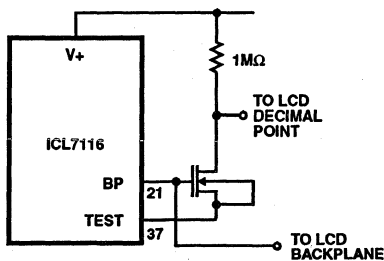 V+
1MΩ
TO LCD
DECIMAL
POINT
ICL7116
BP
21
TEST
37
TO LCD
BACKPLANE